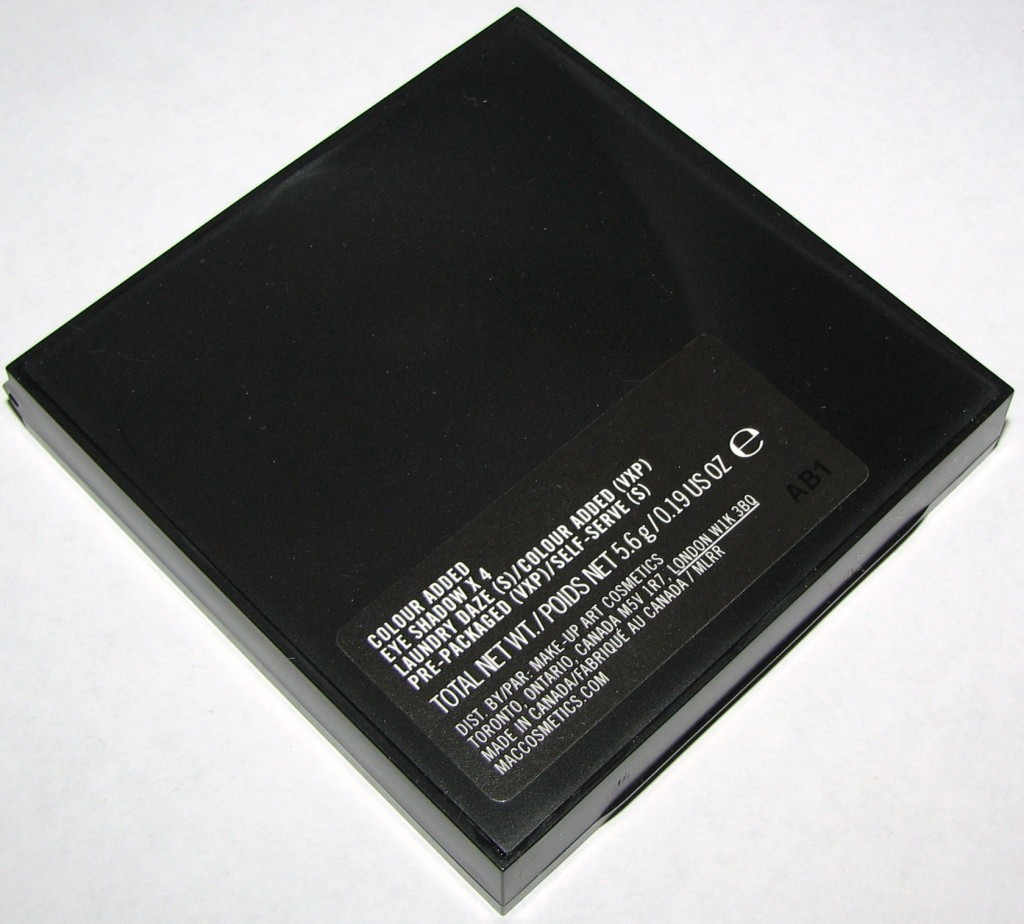 COLOUR ADDED
EYE SHADOW X 4
LAUNDRY DAZE (S)/COLOUR ADDED (VXP)
PRE-PACKAGED (VXP)/SELF-SERVE (S)
TOTAL NET WT./POIDS NET 5.6 g/0.19 US OZ e
DIST. BY/PAR- MAKE-UP ART COSMETICS
TORONTO, ONTARIO, CANADA M5V 1R7, LONDON W1K 3BQ
MADE IN CANADA/FABRIQUÉ AU CANADA / MLRR
MACCOSMETICS.COM
AB1